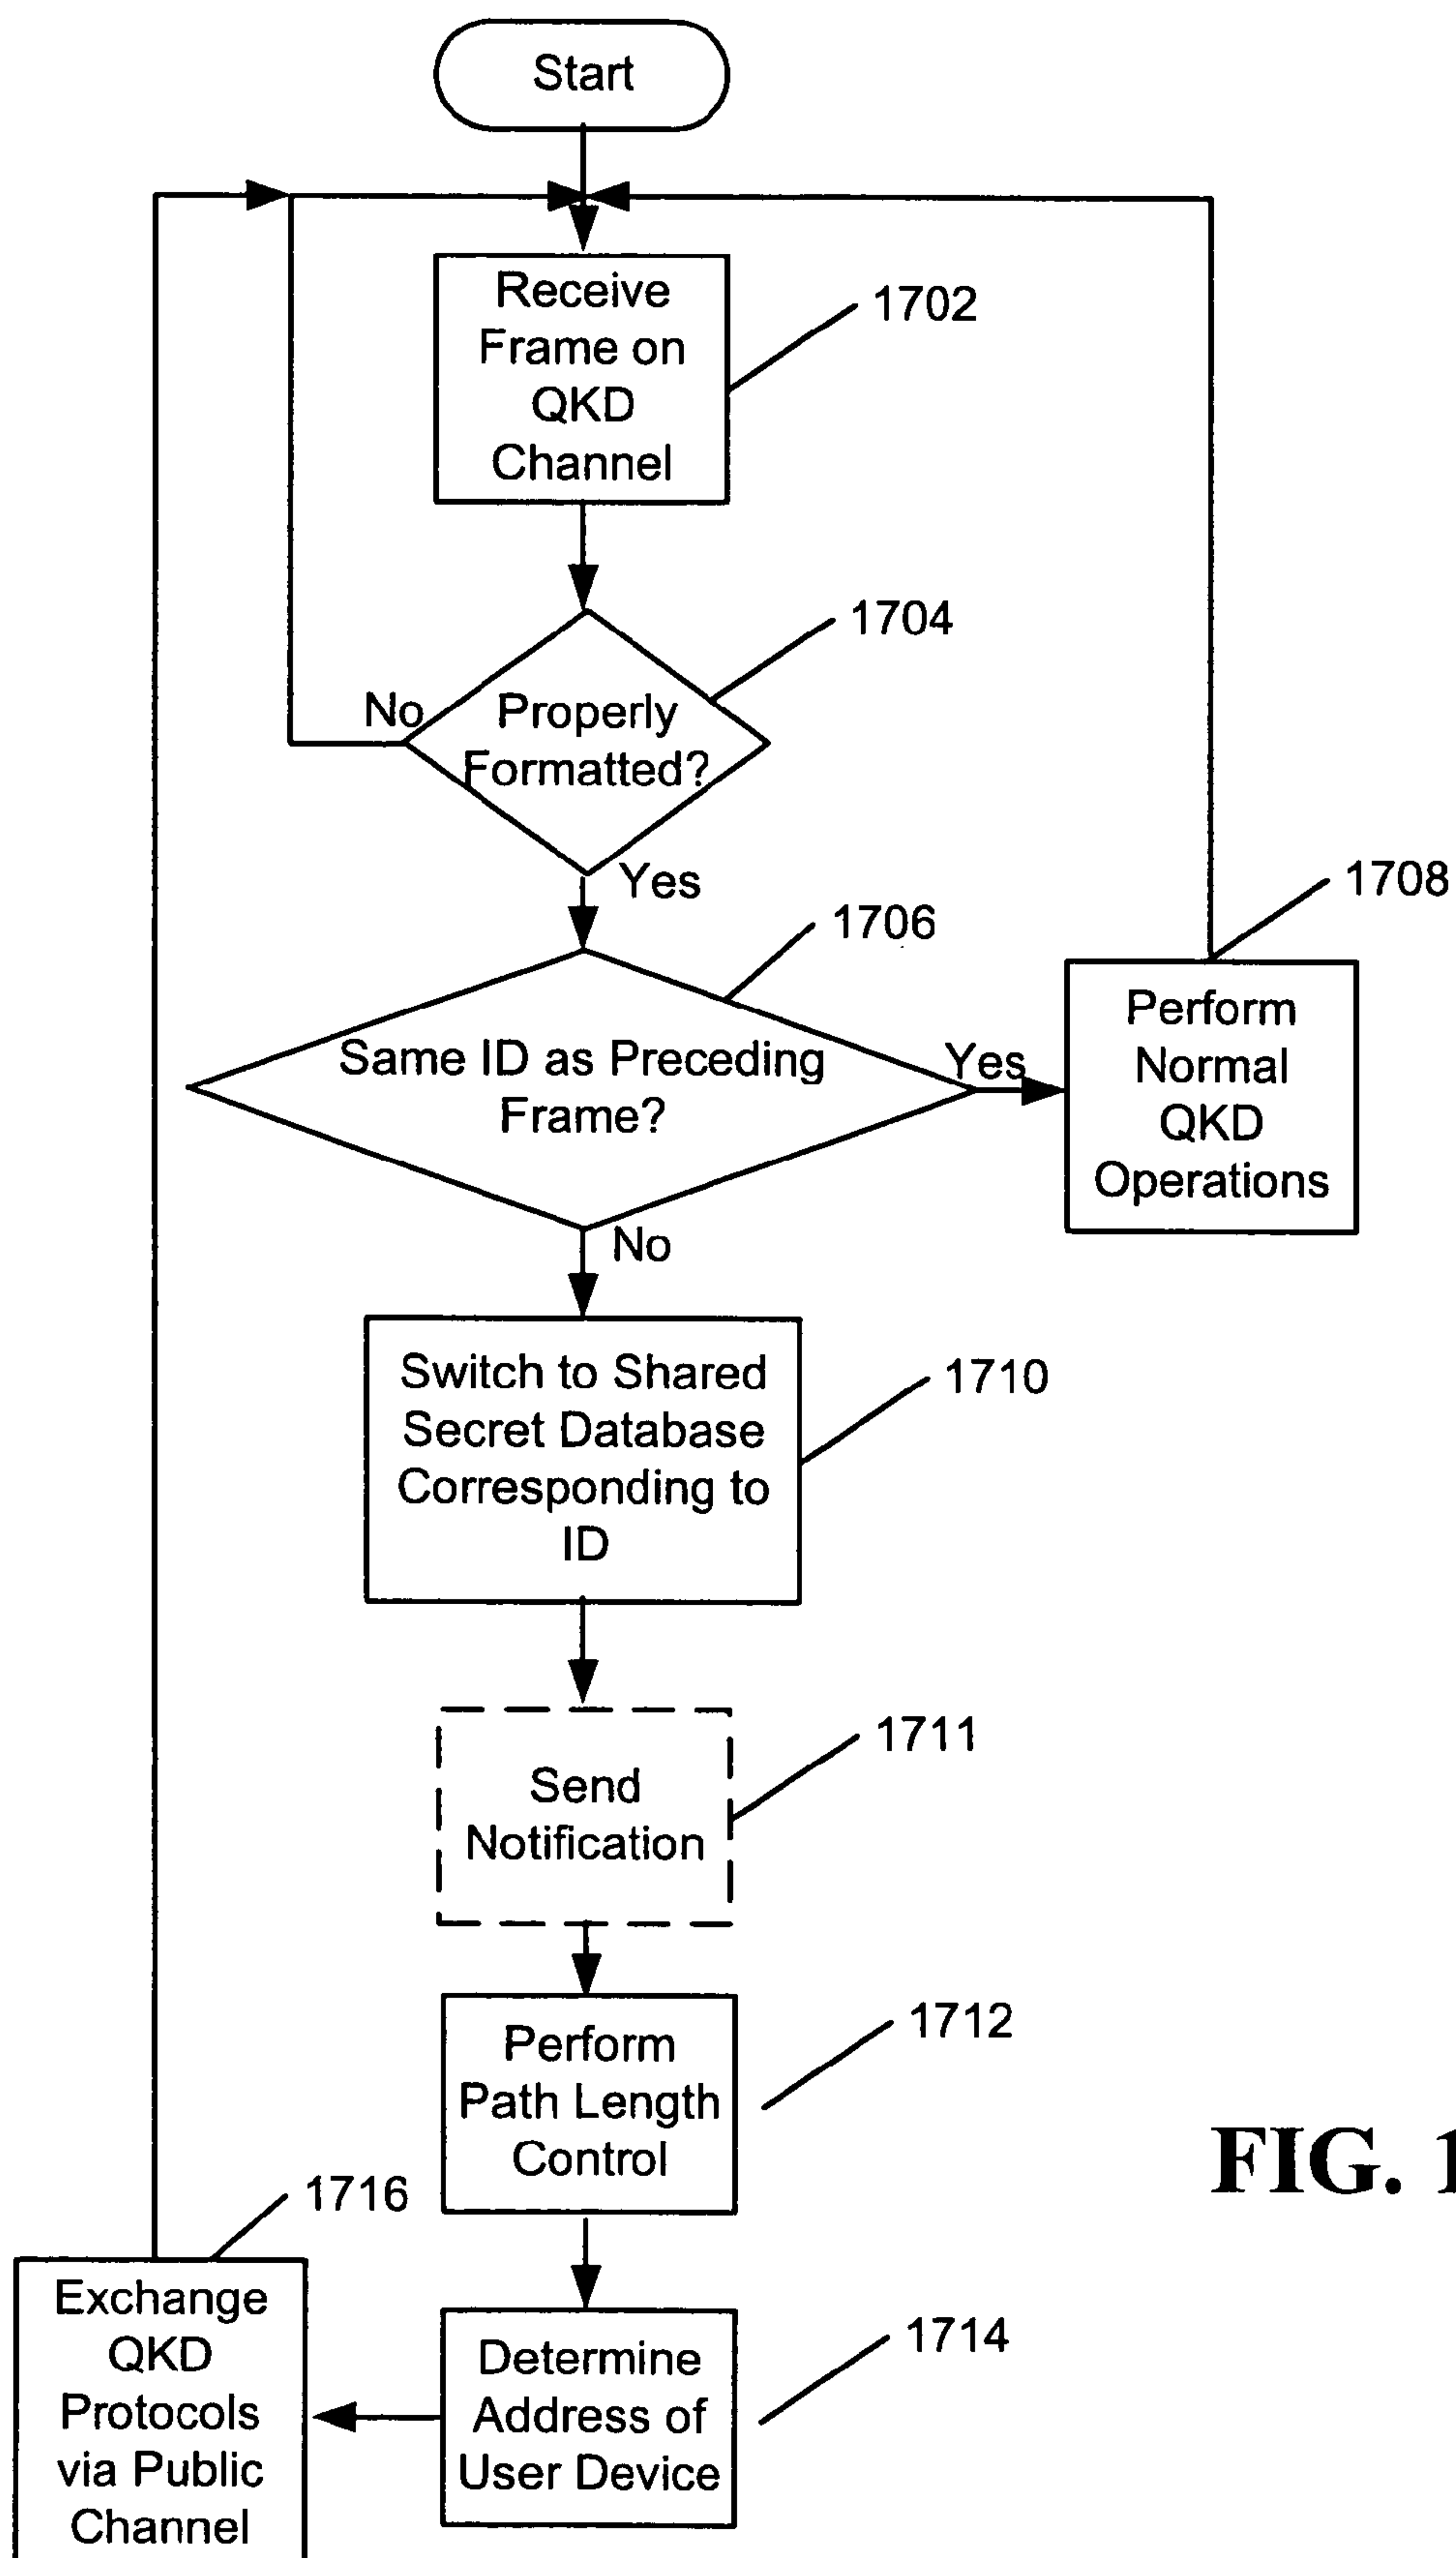 Start
Receive
Frame on
QKD
Channel
1702
1704
No
Properly
Formatted?
Yes
1706
1708
Same ID as Preceding
Frame?
Yes
Perform
Normal
QKD
Operations
No
Switch to Shared
Secret Database
Corresponding to
ID
1710
Send
Notification
1711
Perform
Path Length
Control
1712
FIG. 1
1716
Exchange
QKD
Protocols
via Public
Channel
Determine
Address of
User Device
1714